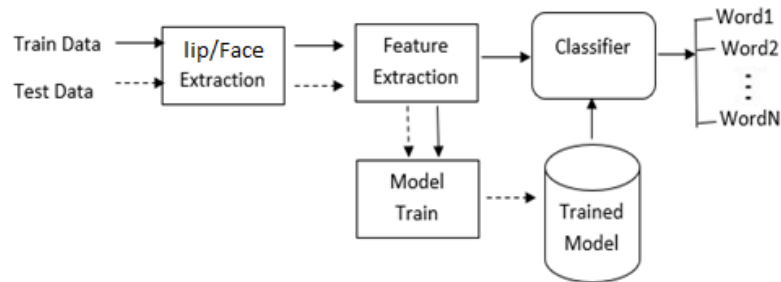 Train Data
Test Data
lip/Face
Extraction
Feature
Extraction
Classifier
Word1
Word2
WordN
Model
Train
Trained
Model